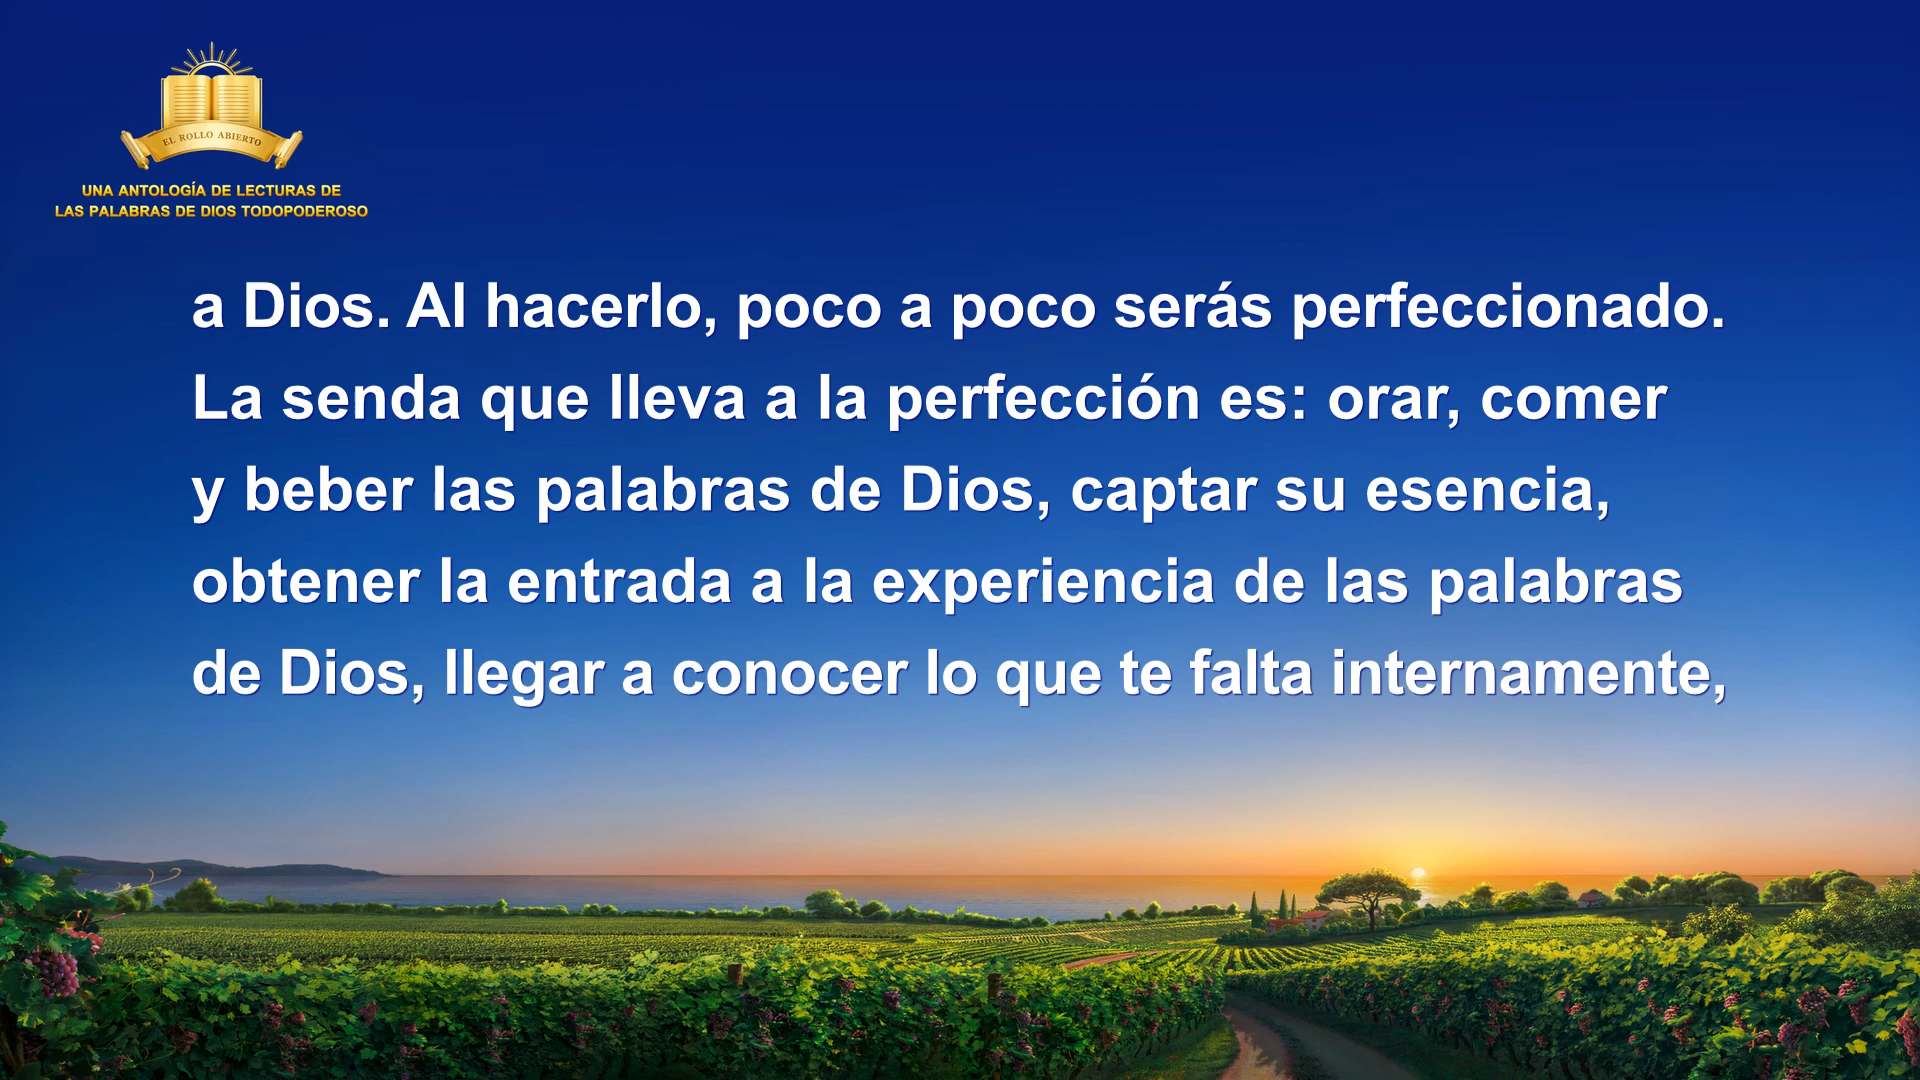 EL ROLLO ABIERTO
UNA ANTOLOGÍA DE LECTURAS DE
LAS PALABRAS DE DIOS TODOPODEROSO
a Dios. Al hacerlo, poco a poco serás perfeccionado.
La senda que lleva a la perfección es: orar, comer
y beber las palabras de Dios, captar su esencia,
obtener la entrada a la experiencia de las palabras
de Dios, llegar a conocer lo que te falta internamente,